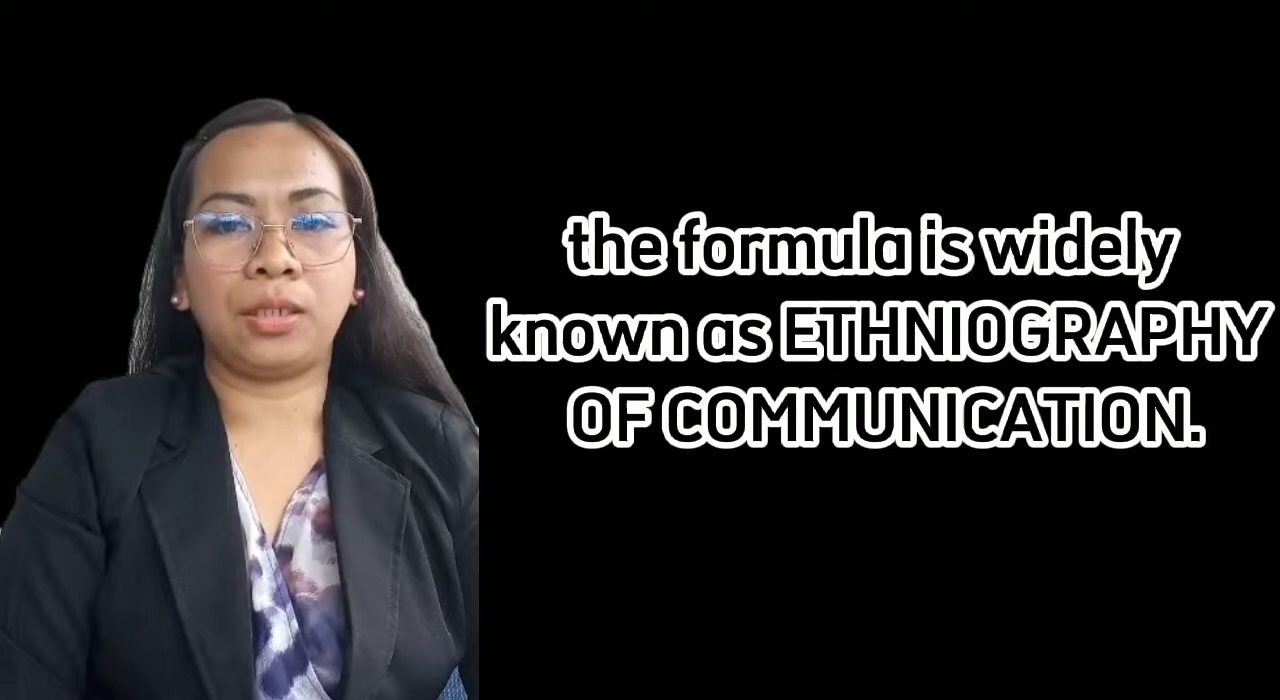 the formula is widely
known as ETHNIOGRAPHY
OF COMMUNICATION.